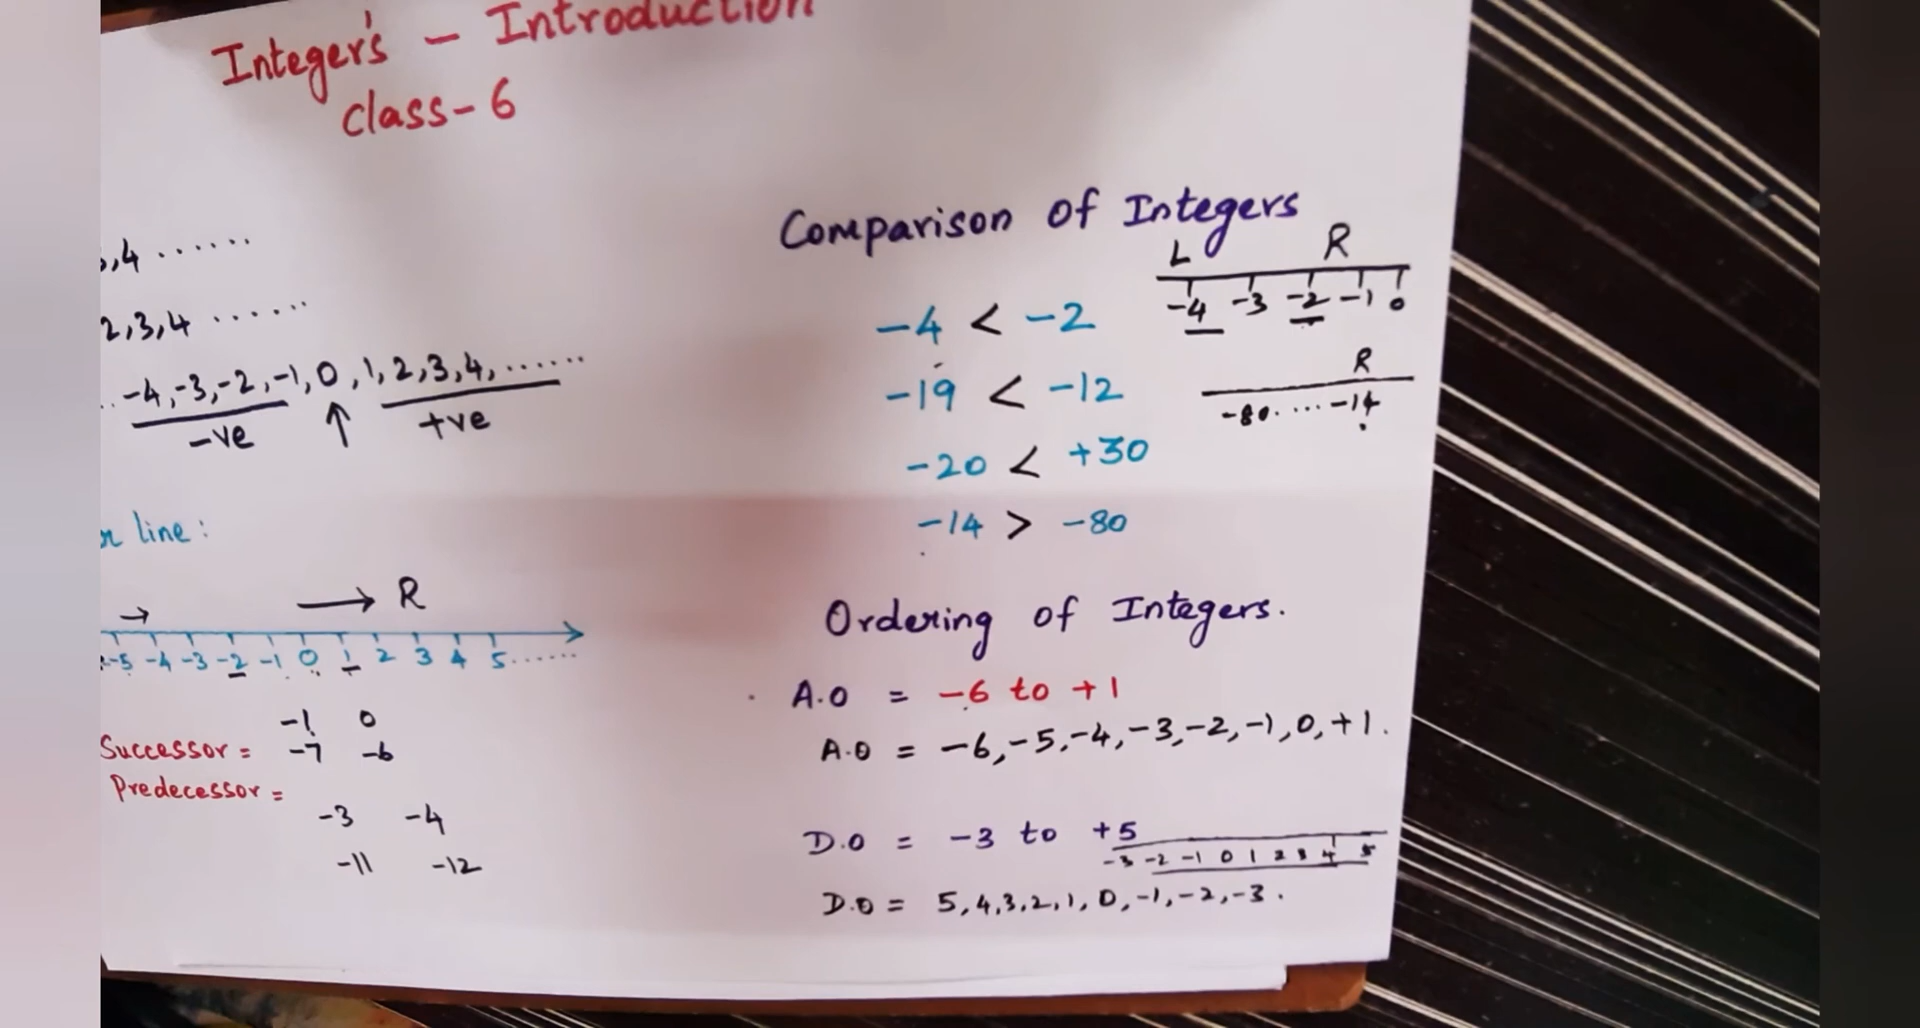 Integer's - Introduction
Class-6
,4 ......
2,3,4 ......
.. -4,-3,-2,-1,0,1,2,3,4,......
-ve ↑ +ve
line:
→ → R
-5 -4 -3 -2 -1 0 1 2 3 4 5......
-1 0
Successor = -7 -6
Predecessor =
-3 -4
-11 -12
Comparison of Integers
L R
-4 -3 -2 -1 0
-4 < -2
R
-19 < -12
-80. ... -14
-20 < +30
-14 > -80
Ordering of Integers.
A.O = -6 to +1
A.O = -6,-5,-4,-3,-2,-1,0,+1.
D.O = -3 to +5
-3 -2 -1 0 1 2 3 4 5
D.O = 5,4,3,2,1,0,-1,-2,-3.